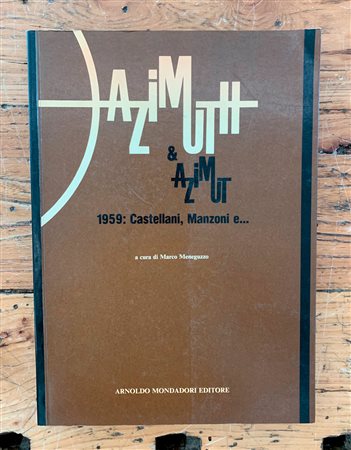 AZiMUTH
&
AZiMUT
1959: Castellani, Manzoni e...
a cura di Marco Meneguzzo
ARNOLDO MONDADORI EDITORE